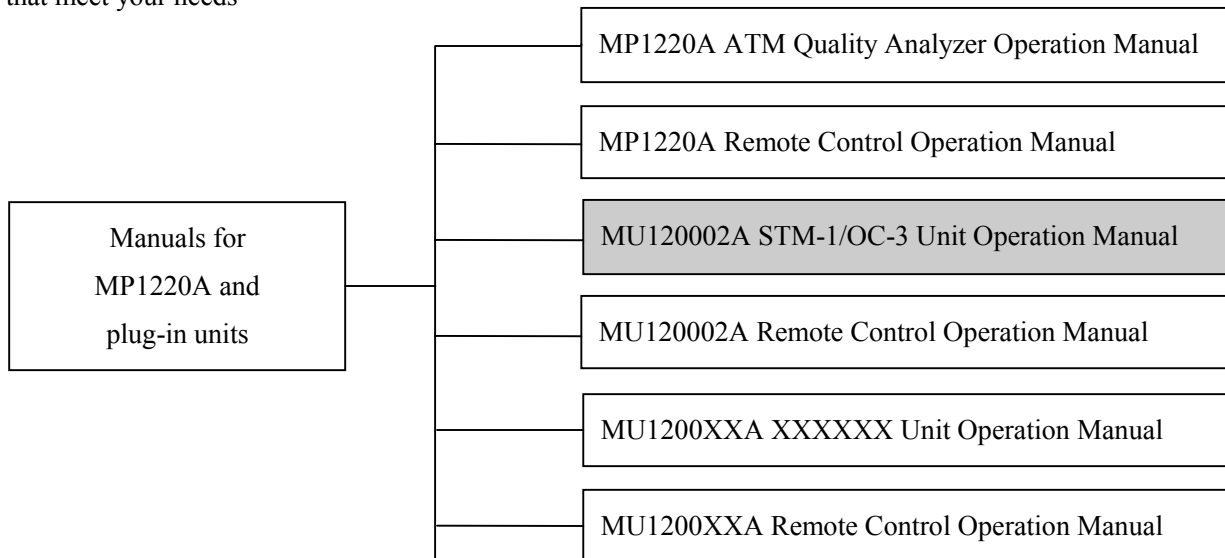 that meet your needs
MP1220A ATM Quality Analyzer Operation Manual
MP1220A Remote Control Operation Manual
MU120002A STM-1/OC-3 Unit Operation Manual
Manuals for
MP1220A and
plug-in units
MU120002A Remote Control Operation Manual
MU1200XXA XXXXXX Unit Operation Manual
MU1200XXA Remote Control Operation Manual